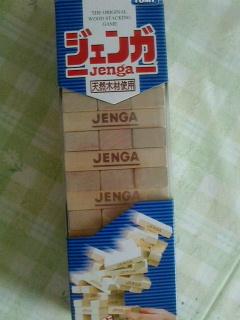 TOMY
THE ORIGINAL
WOOD STACKING
GAME
ジェンガ
Jenga
天然木材使用
JENGA
JENGA
JENGA